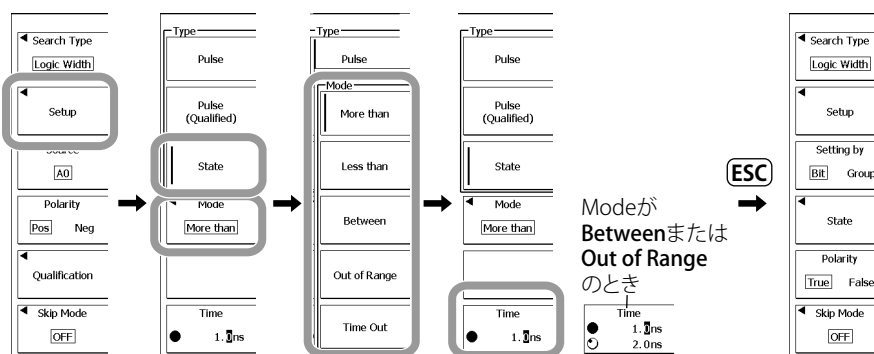 Search Type
Logic Width
Setup
Source
A0
Polarity
Pos Neg
Qualification
Skip Mode
OFF
Type
Pulse
Pulse
(Qualified)
State
Mode
More than
Time
1.0ns
Type
Pulse
Mode
More than
Less than
Between
Out of Range
Time Out
Type
Pulse
Pulse
(Qualified)
State
Mode
More than
Time
1.0ns
Modeが
Betweenまたは
Out of Range
のとき
Time
1.0ns
2.0ns
ESC
Search Type
Logic Width
Setup
Setting by
Bit Group
State
Polarity
True False
Skip Mode
OFF